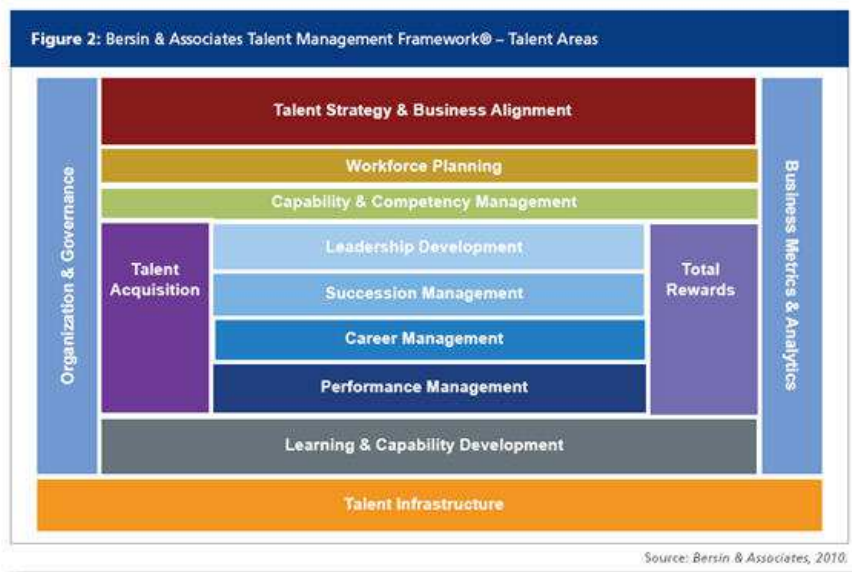 Figure 2: Bersin & Associates Talent Management Framework® – Talent Areas
Organization & Governance
Talent Strategy & Business Alignment
Workforce Planning
Capability & Competency Management
Talent
Acquisition
Leadership Development
Succession Management
Career Management
Performance Management
Total
Rewards
Learning & Capability Development
Business Metrics & Analytics
Talent Infrastructure
Source: Bersin & Associates, 2010.